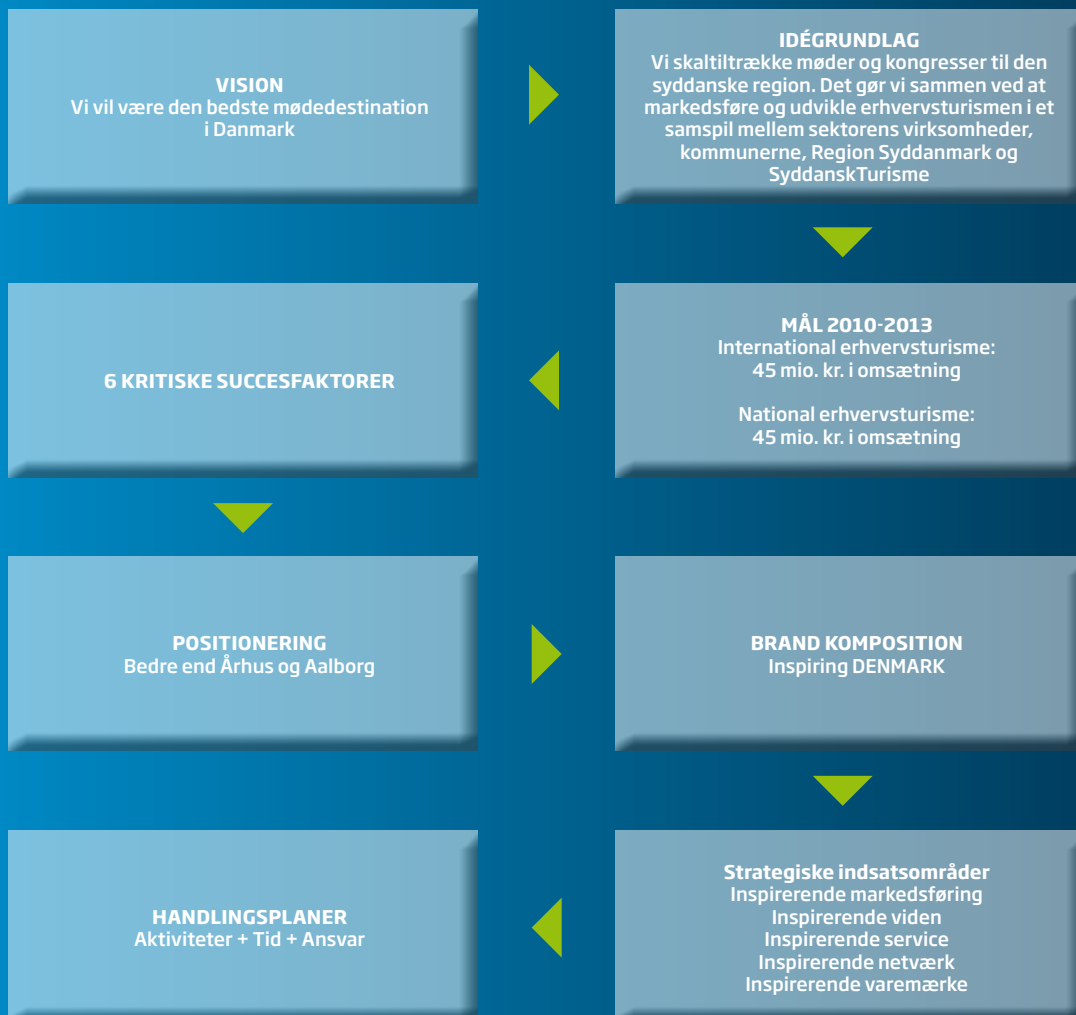 VISION
Vi vil være den bedste mødedestination
i Danmark
IDÉGRUNDLAG
Vi skaltiltrække møder og kongresser til den
syddanske region. Det gør vi sammen ved at
markedsføre og udvikle erhvervsturismen i et
samspil mellem sektorens virksomheder,
kommunerne, Region Syddanmark og
SyddanskTurisme
MÅL 2010-2013
International erhvervsturisme:
45 mio. kr. i omsætning
National erhvervsturisme:
45 mio. kr. i omsætning
6 KRITISKE SUCCESFAKTORER
POSITIONERING
Bedre end Århus og Aalborg
BRAND KOMPOSITION
Inspiring DENMARK
Strategiske indsatsområder
Inspirerende markedsføring
Inspirerende viden
Inspirerende service
Inspirerende netværk
Inspirerende varemærke
HANDLINGSPLANER
Aktiviteter + Tid + Ansvar